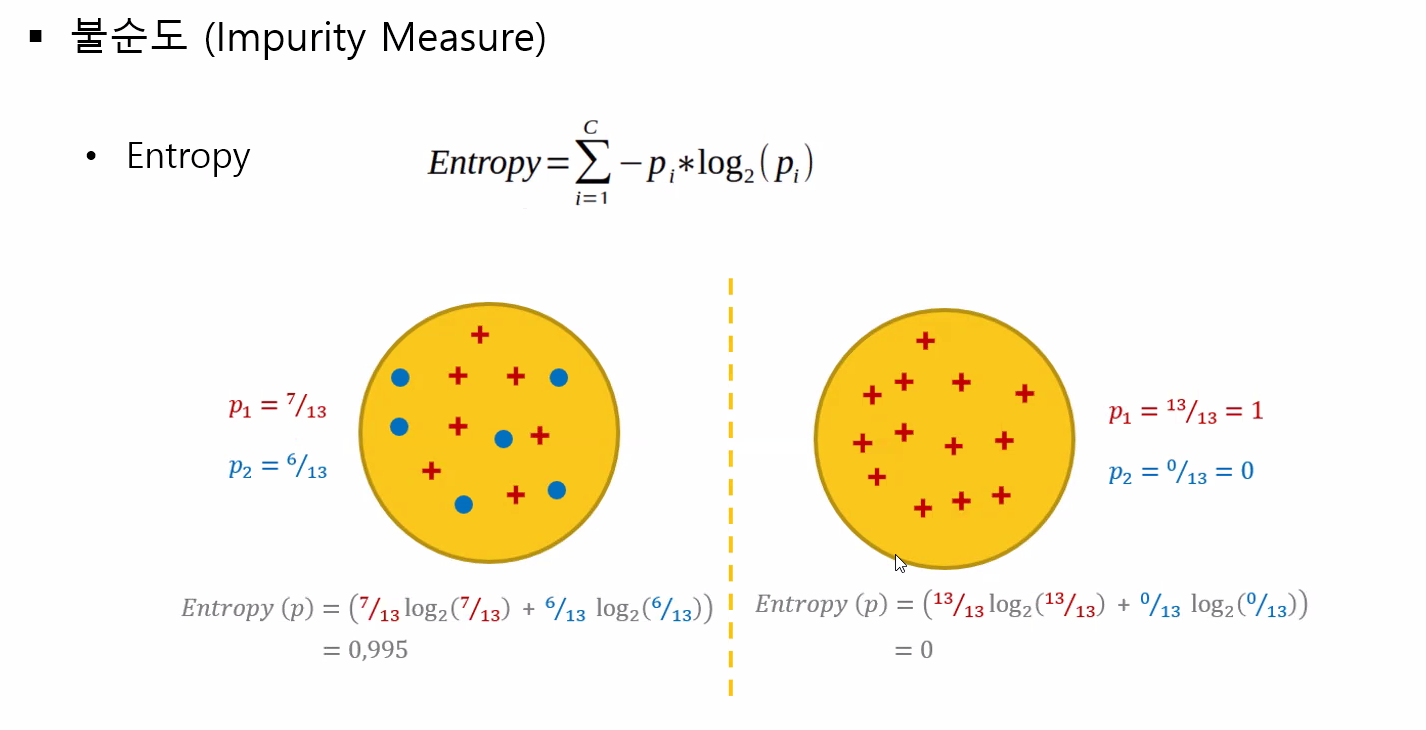 ▪ 불순도 (Impurity Measure)
• Entropy
Entropy=∑_{i=1}^{C} −p_i*log_2(p_i)
p_1 = 7/13
p_2 = 6/13
p_1 = 13/13 = 1
p_2 = 0/13 = 0
Entropy (p) = (7/13 log_2(7/13) + 6/13 log_2(6/13))
= 0,995
Entropy (p) = (13/13 log_2(13/13) + 0/13 log_2(0/13))
= 0